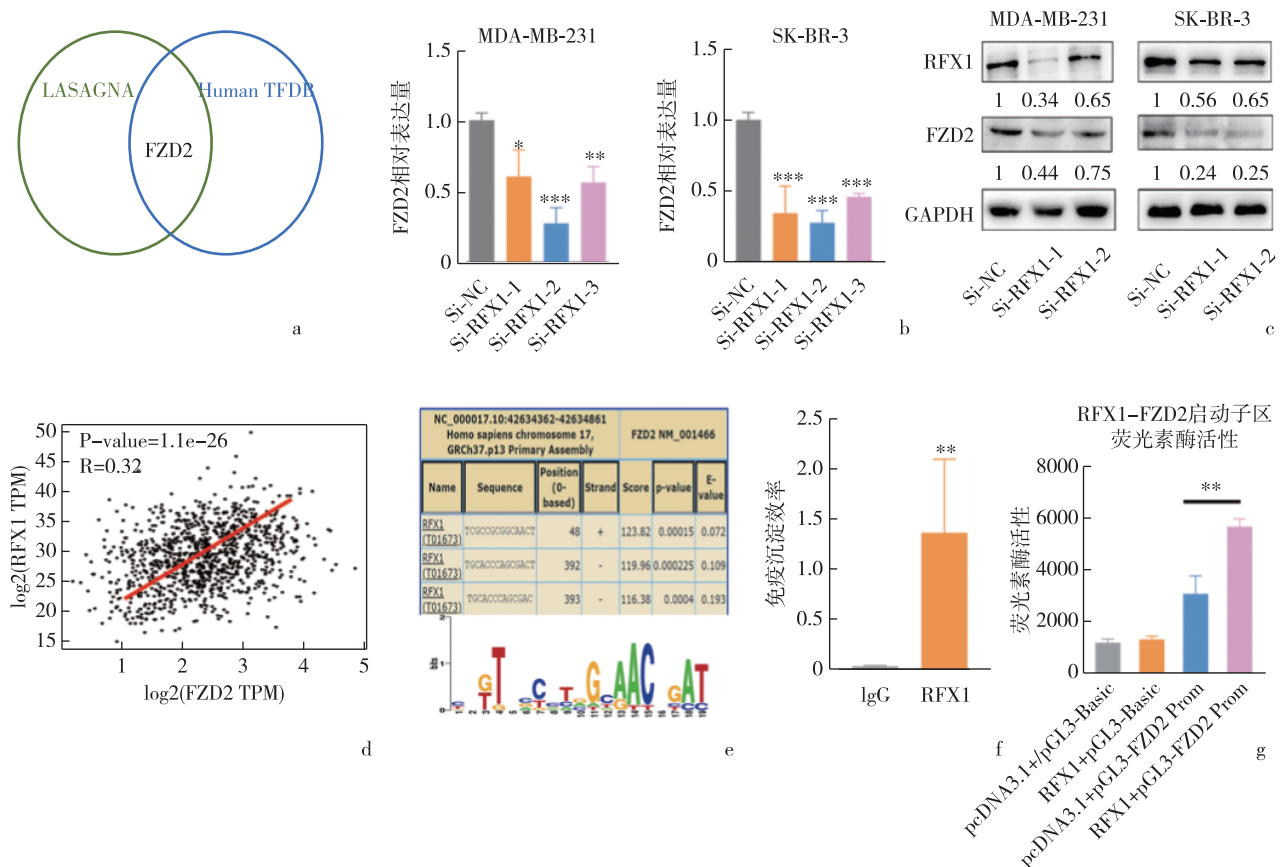 LASAGNA
Human TFDB
FZD2
a
MDA-MB-231
FZD2相对表达量
1.5
1.0
0.5
0
*
***
**
Si-NC
Si-RFX1-1
Si-RFX1-2
Si-RFX1-3
SK-BR-3
FZD2相对表达量
1.5
1.0
0.5
0
***
***
***
Si-NC
Si-RFX1-1
Si-RFX1-2
Si-RFX1-3
b
MDA-MB-231 SK-BR-3
RFX1
1 0.34 0.65 1 0.56 0.65
FZD2
1 0.44 0.75 1 0.24 0.25
GAPDH
Si-NC
Si-RFX1-1
Si-RFX1-2
Si-NC
Si-RFX1-1
Si-RFX1-2
c
P-value=1.1e-26
R=0.32
log2(RFX1 TPM)
50
45
40
35
30
25
20
15
1 2 3 4 5
log2(FZD2 TPM)
d
NC_000017.10:42634362-42634861
Homo sapiens chromosome 17,
GRCh37.p13 Primary Assembly
FZD2 NM_001466
Name Sequence Position (0-based) Strand Score p-value E-value
RFX1 (T01673) TCGCCGCGGCAACT 48 + 123.82 0.00015 0.072
RFX1 (T01673) TGCACCCAGCGACT 392 - 119.96 0.000225 0.109
RFX1 (T01673) TGCACCCAGCGAC 393 - 116.38 0.0004 0.193
e
免疫沉淀效率
2.5
2.0
1.5
1.0
0.5
0
**
IgG RFX1
f
RFX1-FZD2启动子区
荧光素酶活性
荧光素酶活性
8000
6000
4000
2000
0
**
pcDNA3.1+/pGL3-Basic
RFX1+pGL3-Basic
pcDNA3.1+pGL3-FZD2 Prom
RFX1+pGL3-FZD2 Prom
g